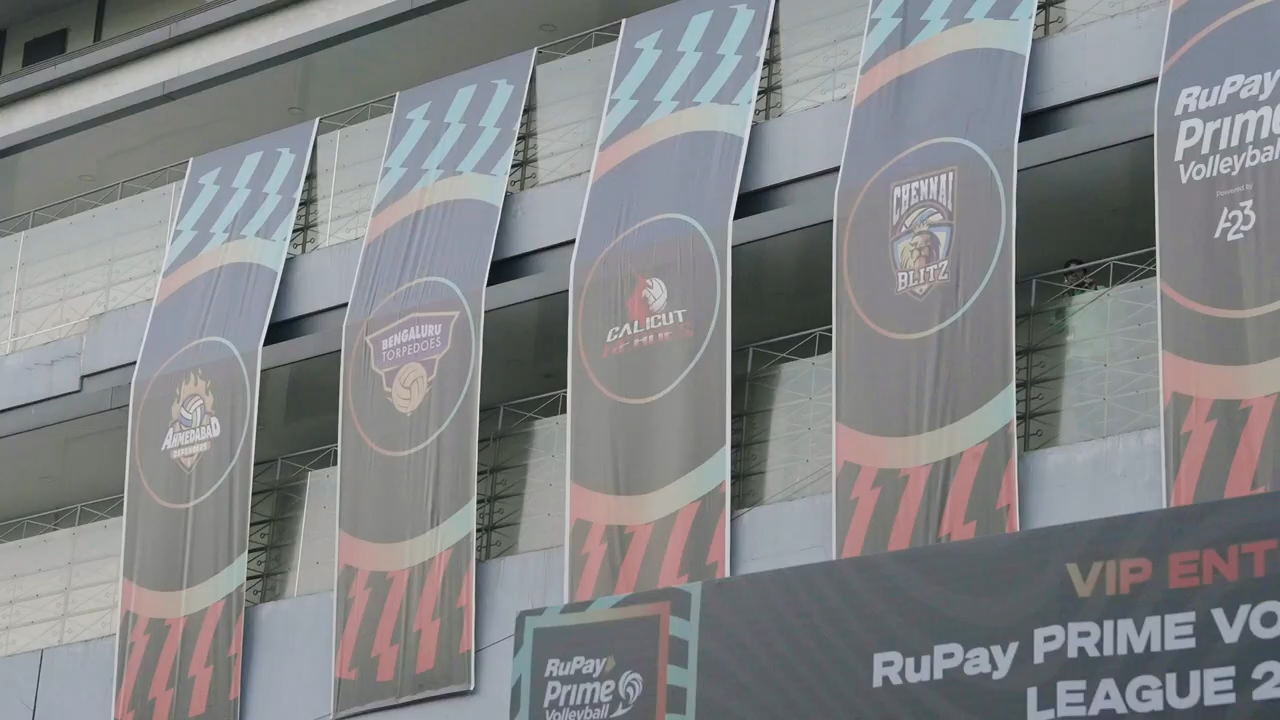 AHMEDABAD
DEFENDERS
BENGALURU
TORPEDOES
CALICUT
HEROES
CHENNAI
BLITZ
RuPay
Prime
Volleyball
Powered By
A23
VIP ENT
RuPay PRIME VO
LEAGUE 2
RuPay
Prime
Volleyball